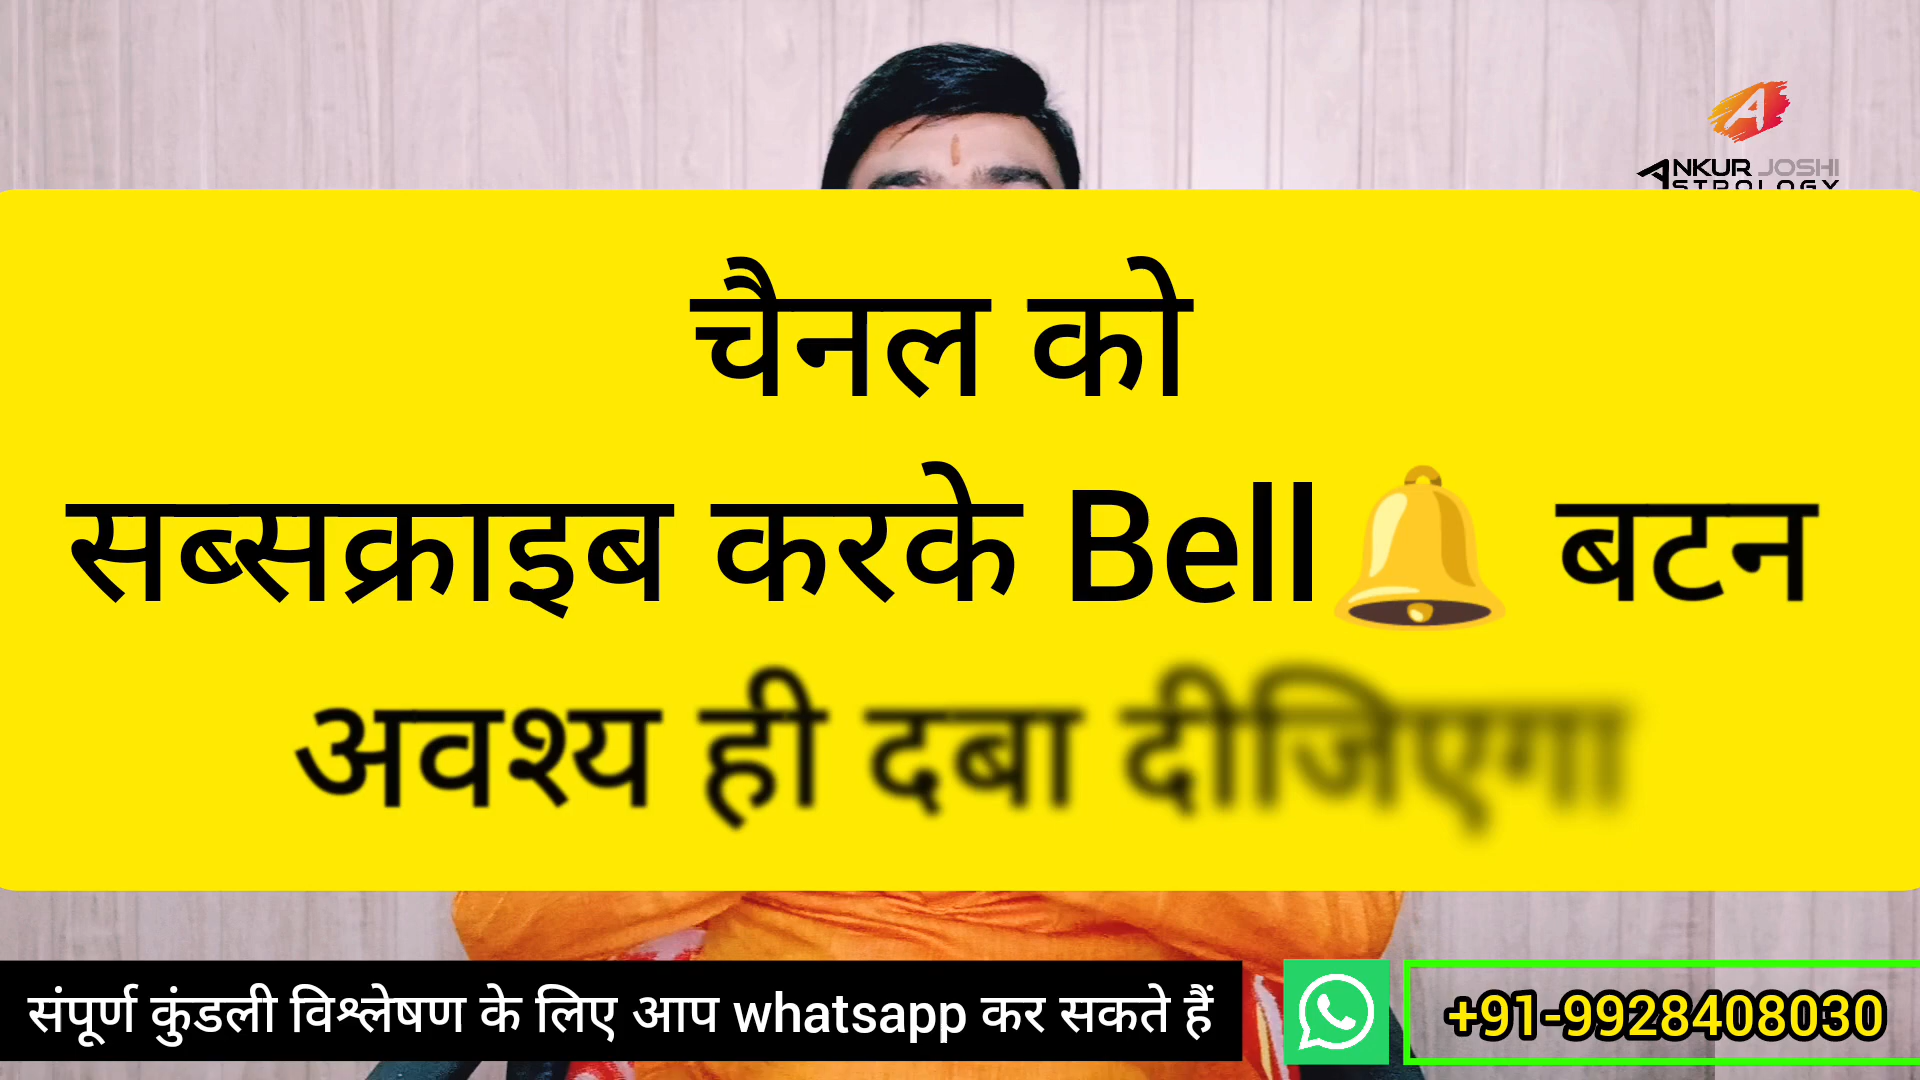 ANKUR JOSHI
ASTROLOGY
चैनल को
सब्सक्राइब करके Bell🔔 बटन
अवश्य ही दबा दीजिएगा
संपूर्ण कुंडली विश्लेषण के लिए आप whatsapp कर सकते हैं
+91-9928408030